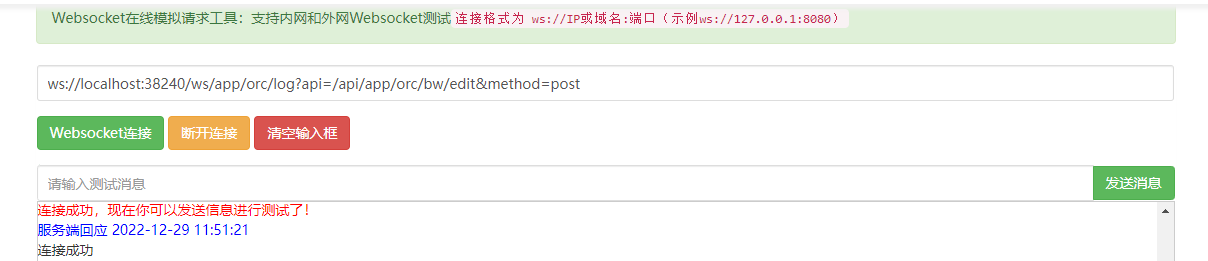 Websocket在线模拟请求工具：支持内网和外网Websocket测试 连接格式为 ws://IP或域名:端口（示例ws://127.0.0.1:8080）
ws://localhost:38240/ws/app/orc/log?api=/api/app/orc/bw/edit&method=post
Websocket连接 断开连接 清空输入框
请输入测试消息 发送消息
连接成功，现在你可以发送信息进行测试了！
服务端回应 2022-12-29 11:51:21
连接成功